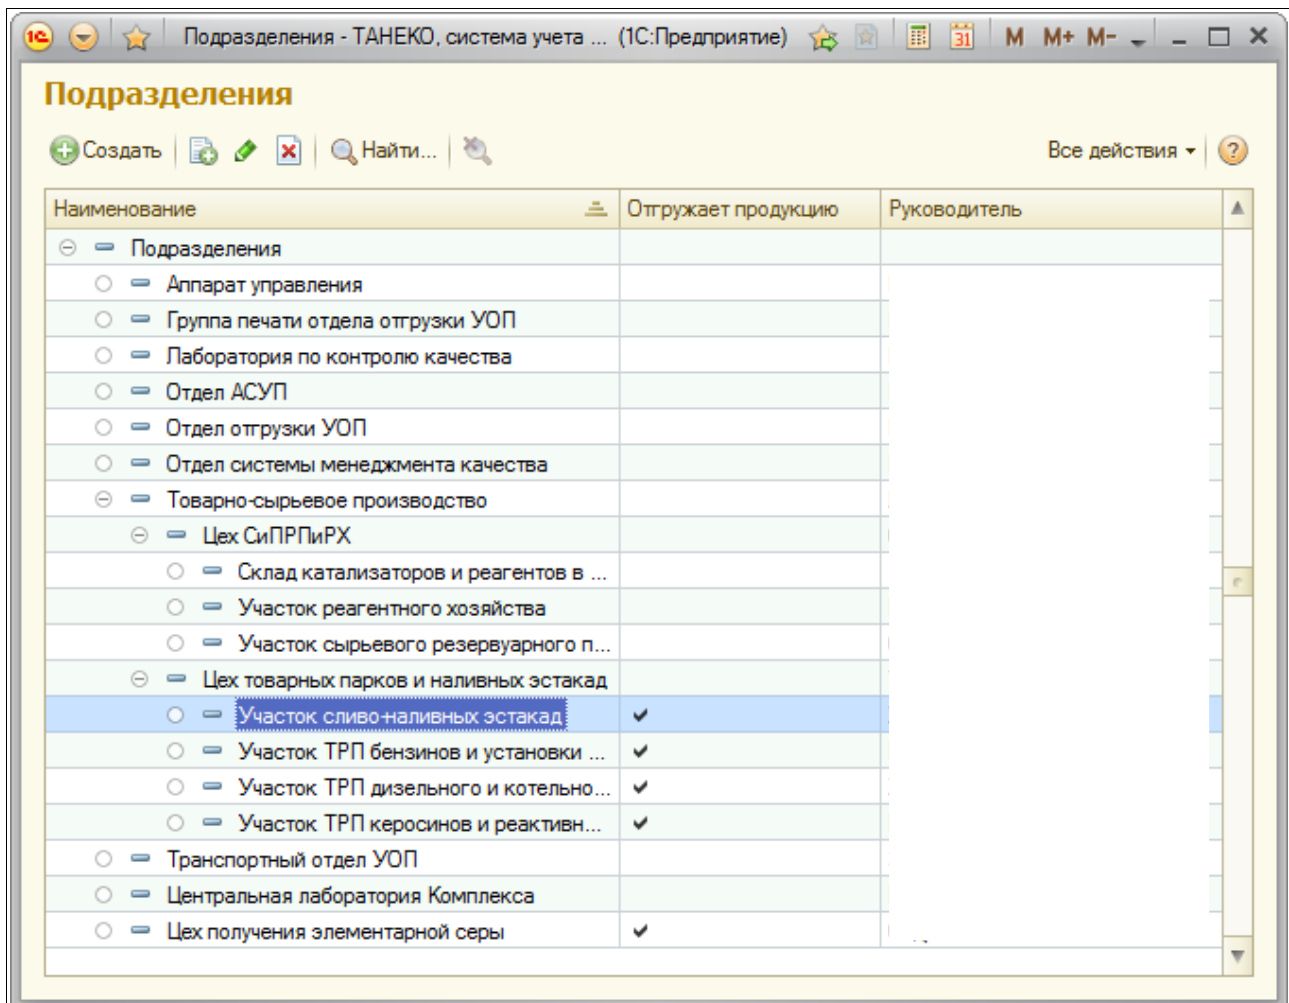 1С Подразделения - ТАНЕКО, система учета ... (1С:Предприятие) 31 M M+ M-
Подразделения
Создать Найти... Все действия ?
Наименование Отгружает продукцию Руководитель
Подразделения
Аппарат управления
Группа печати отдела отгрузки УОП
Лаборатория по контролю качества
Отдел АСУП
Отдел отгрузки УОП
Отдел системы менеджмента качества
Товарно-сырьевое производство
Цех СиПРПиРХ
Склад катализаторов и реагентов в ...
Участок реагентного хозяйства
Участок сырьевого резервуарного п...
Цех товарных парков и наливных эстакад
Участок сливо-наливных эстакад
Участок ТРП бензинов и установки ...
Участок ТРП дизельного и котельно...
Участок ТРП керосинов и реактивн...
Транспортный отдел УОП
Центральная лаборатория Комплекса
Цех получения элементарной серы